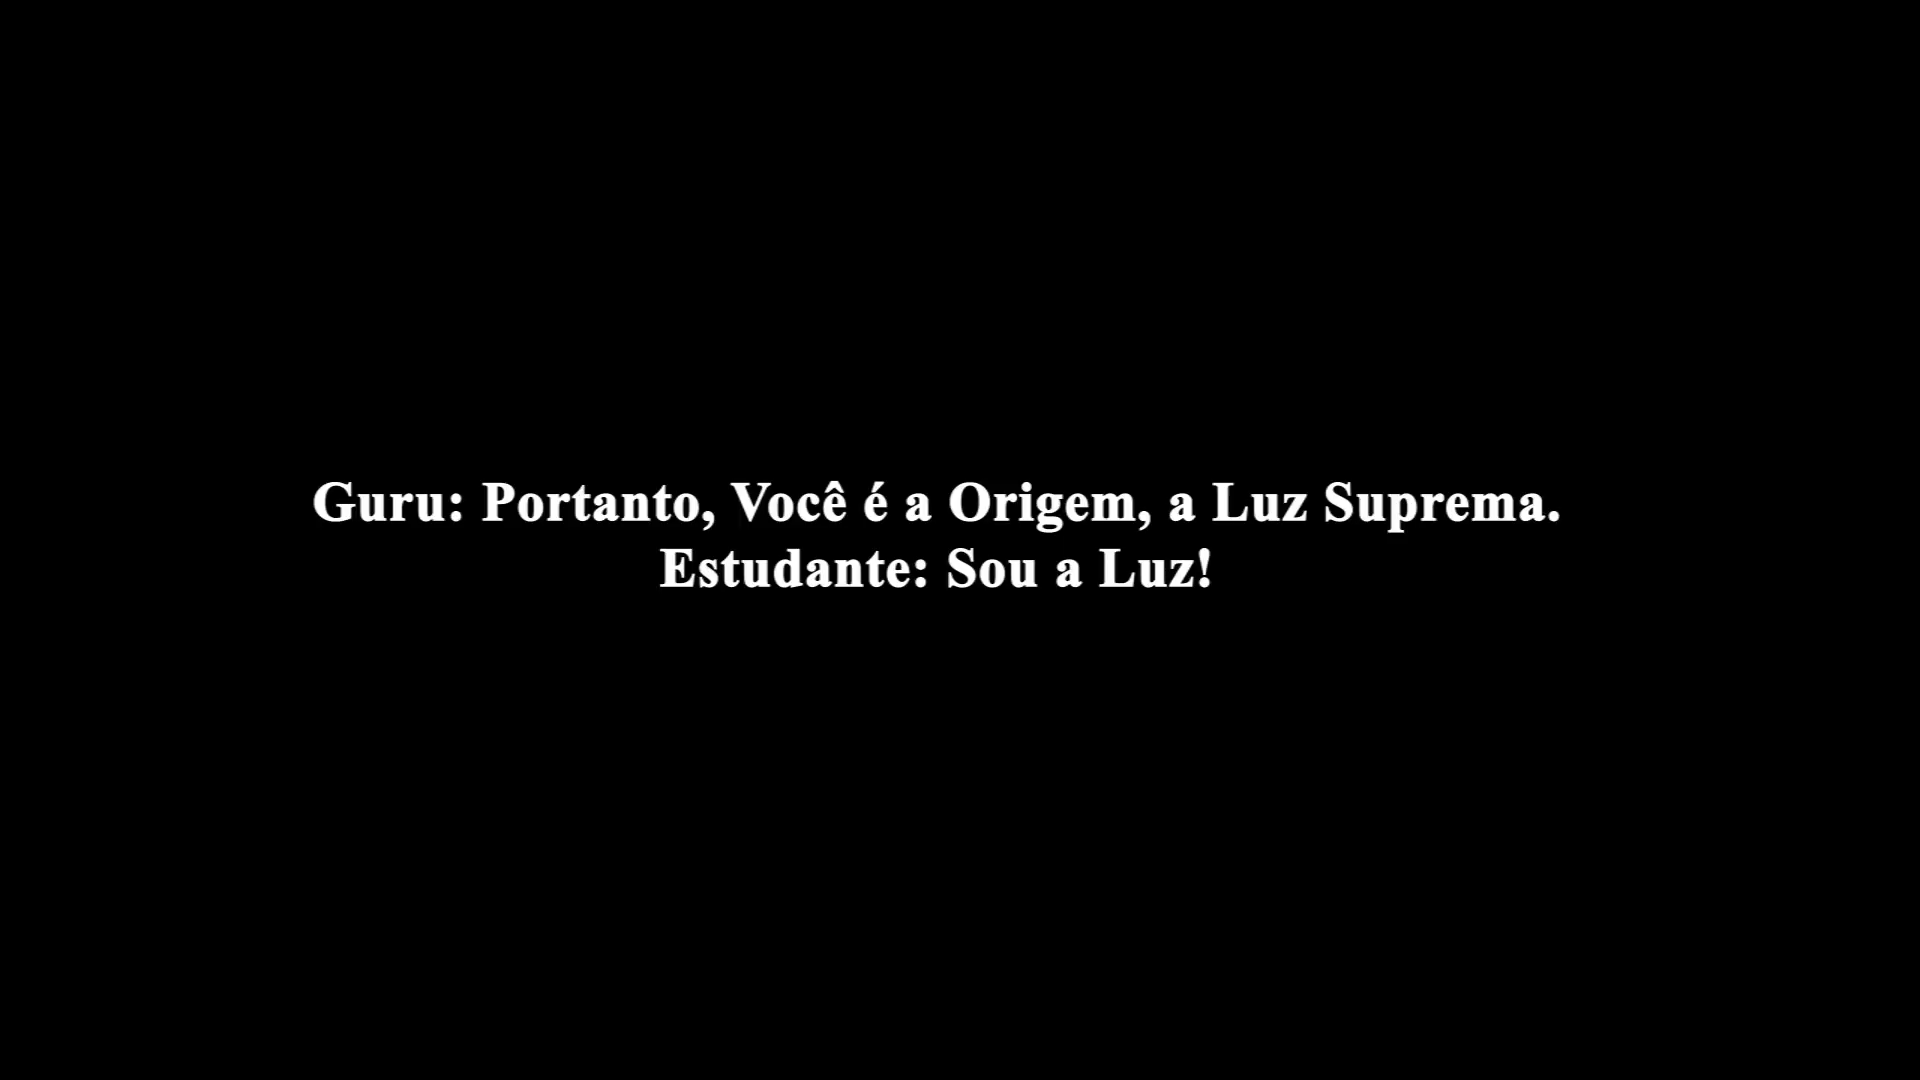 Guru: Portanto, Você é a Origem, a Luz Suprema.
Estudante: Sou a Luz!